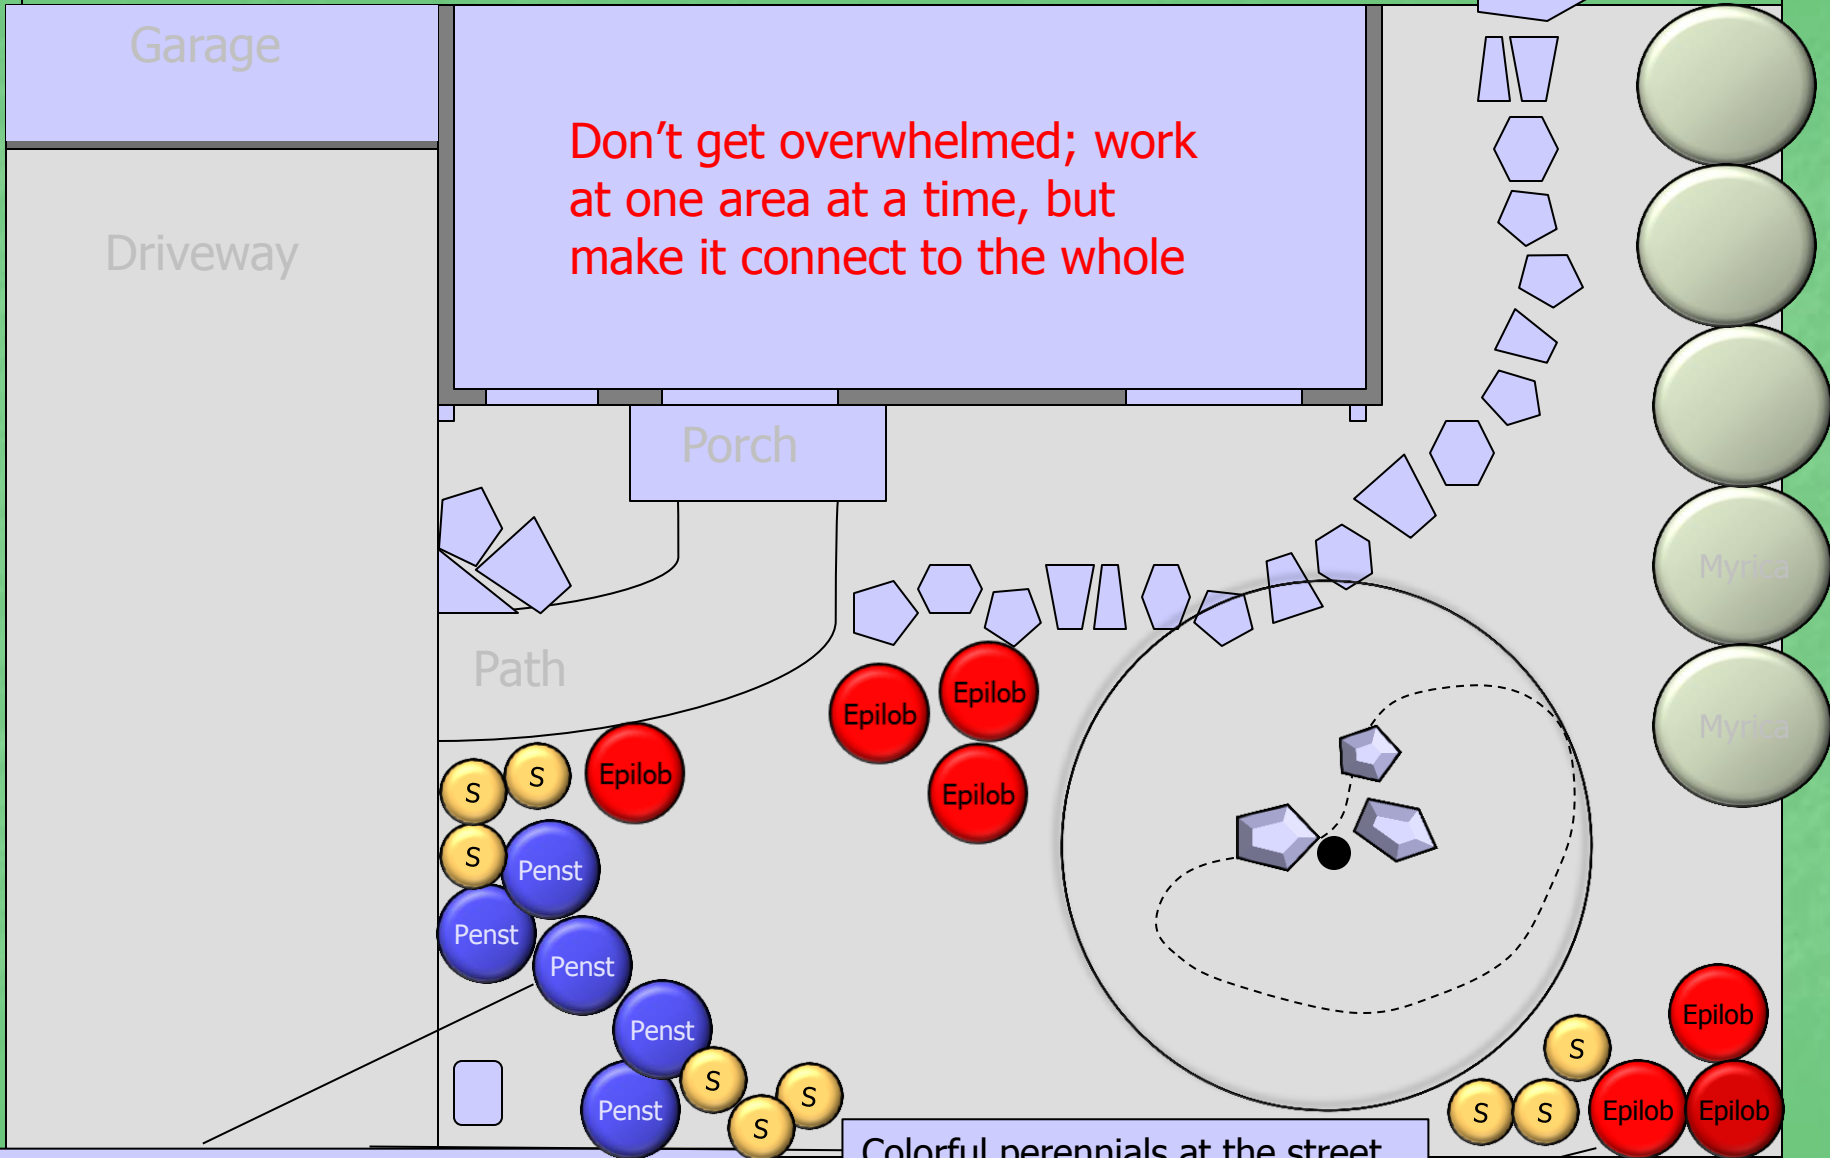 Garage
Don't get overwhelmed; work
at one area at a time, but
make it connect to the whole
Driveway
Porch
Myrica
Path
Epilob
Epilob
Myrica
Epilob
Epilob
S
S
S
Penst
Penst
Penst
Penst
Penst
S
S
S
Epilob
S
S
S
Epilob
Epilob
Colorful perennials at the street